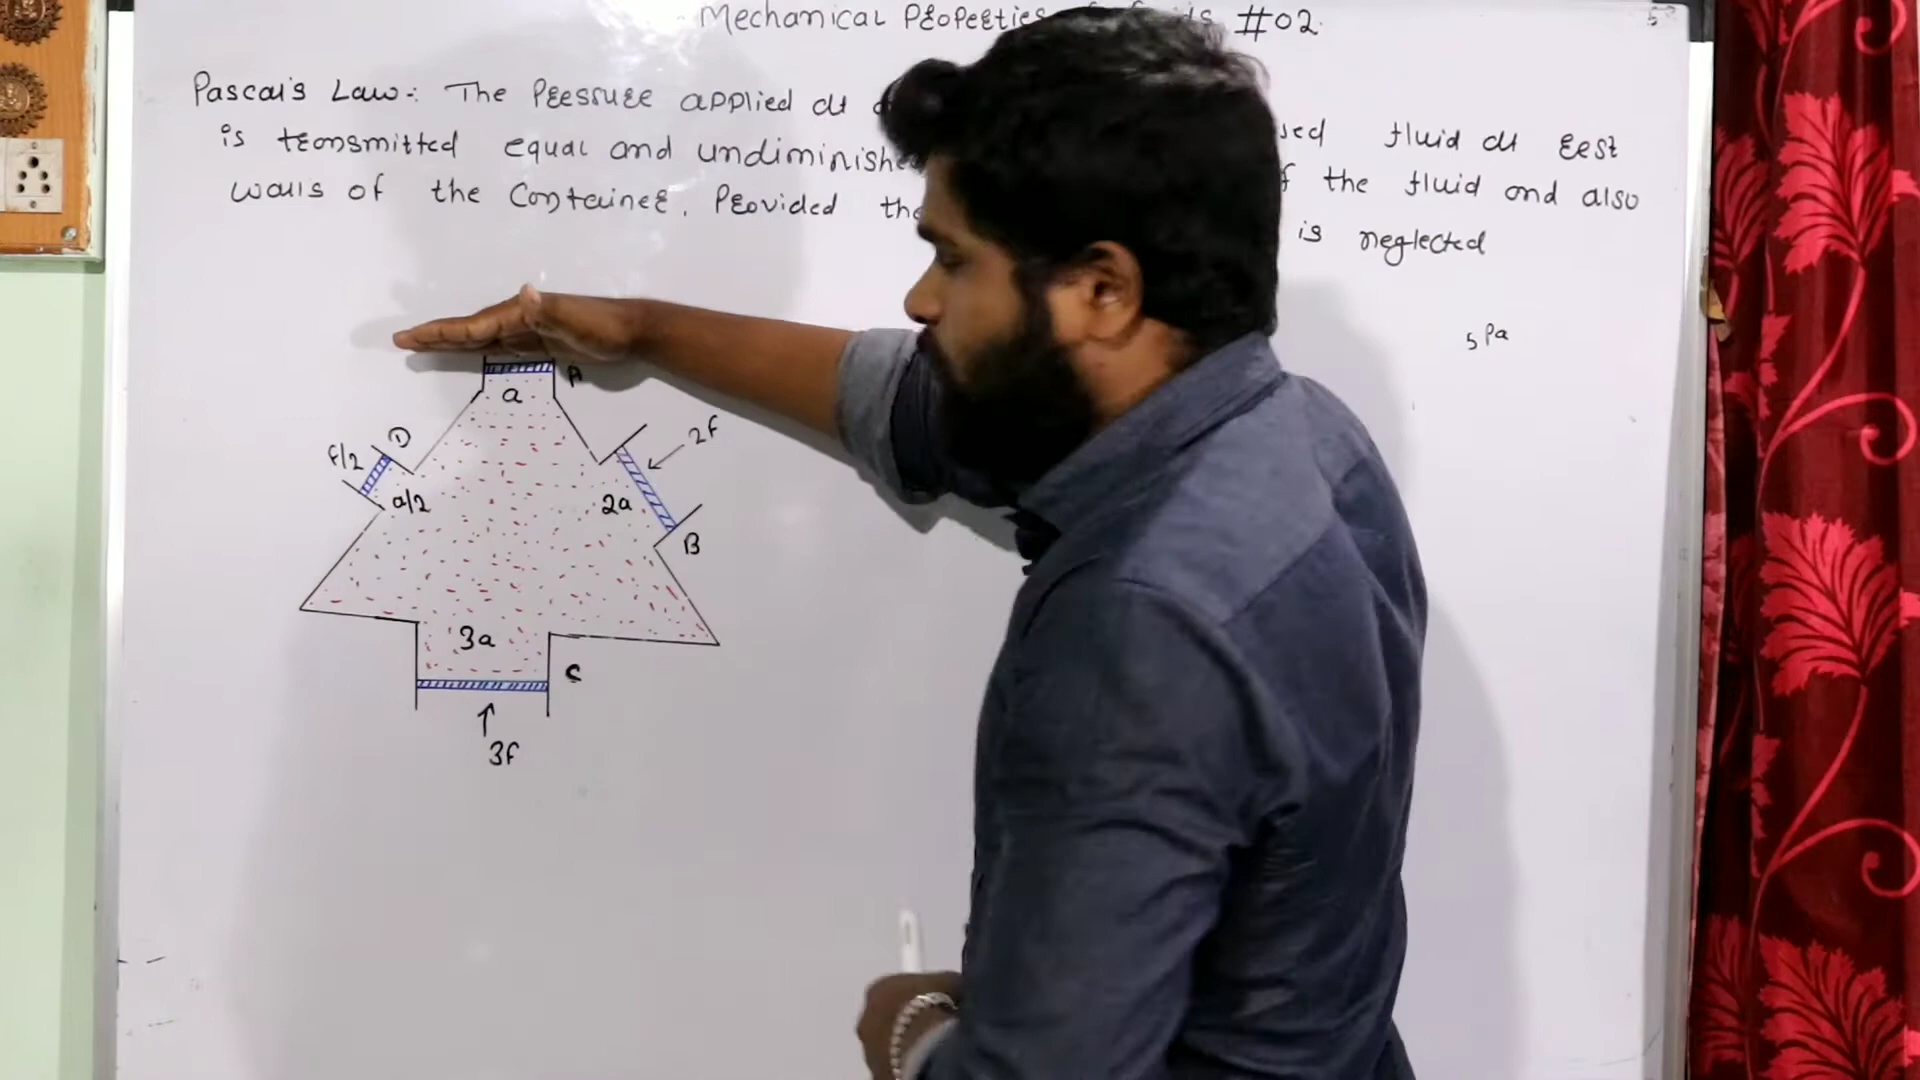 Mechanical Properties #02
Pascal's Law:- The Pressure applied at fluid at rest
is transmitted equal and undiminished the fluid and also
walls of the Container. Provided is neglected
5 Pa
A
a
D
F/2
a/2
2F
2a
B
3a
C
3F